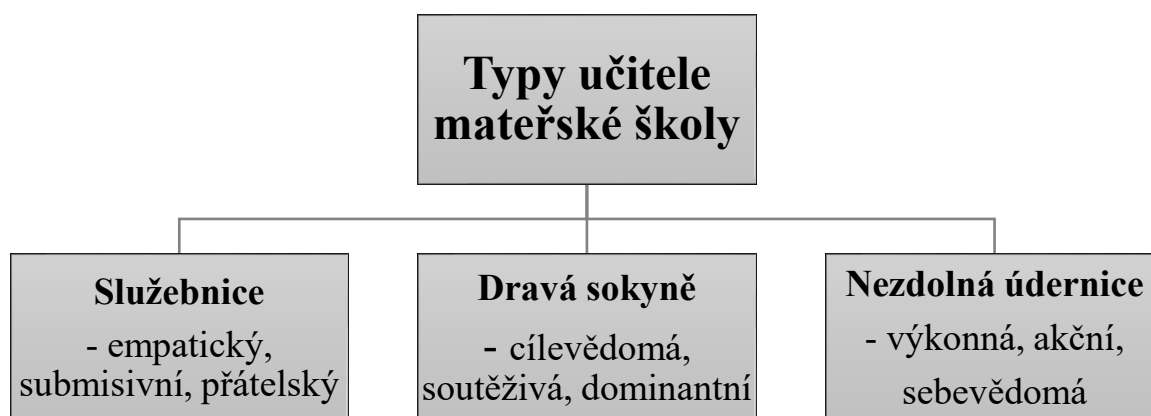 Typy učitele
mateřské školy
Služebnice
- empatický,
submisivní, přátelský
Dravá sokyně
- cílevědomá,
soutěživá, dominantní
Nezdolná údernice
- výkonná, akční,
sebevědomá